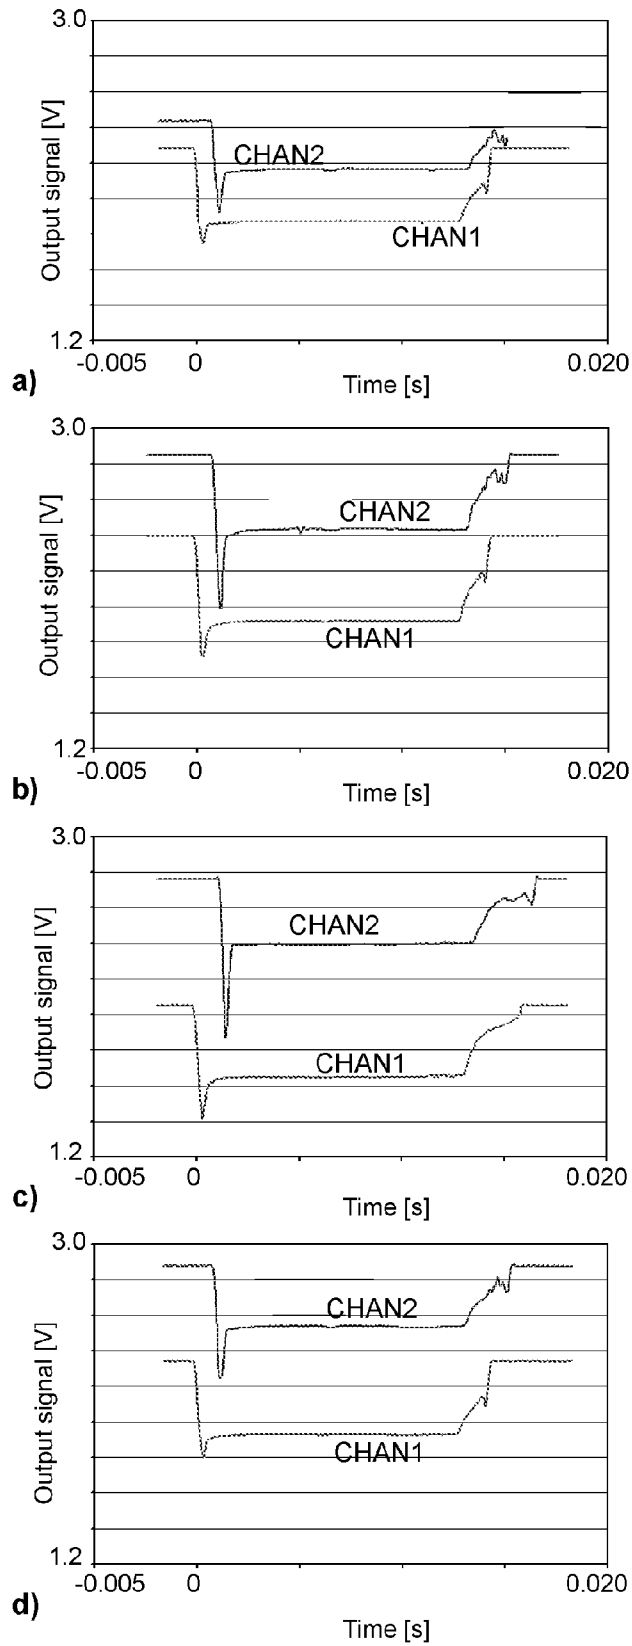 3.0
Output signal [V]
CHAN2
CHAN1
1.2
-0.005 0 0.020
Time [s]
a)
3.0
Output signal [V]
CHAN2
CHAN1
1.2
-0.005 0 0.020
Time [s]
b)
3.0
Output signal [V]
CHAN2
CHAN1
1.2
-0.005 0 0.020
Time [s]
c)
3.0
Output signal [V]
CHAN2
CHAN1
1.2
-0.005 0 0.020
Time [s]
d)